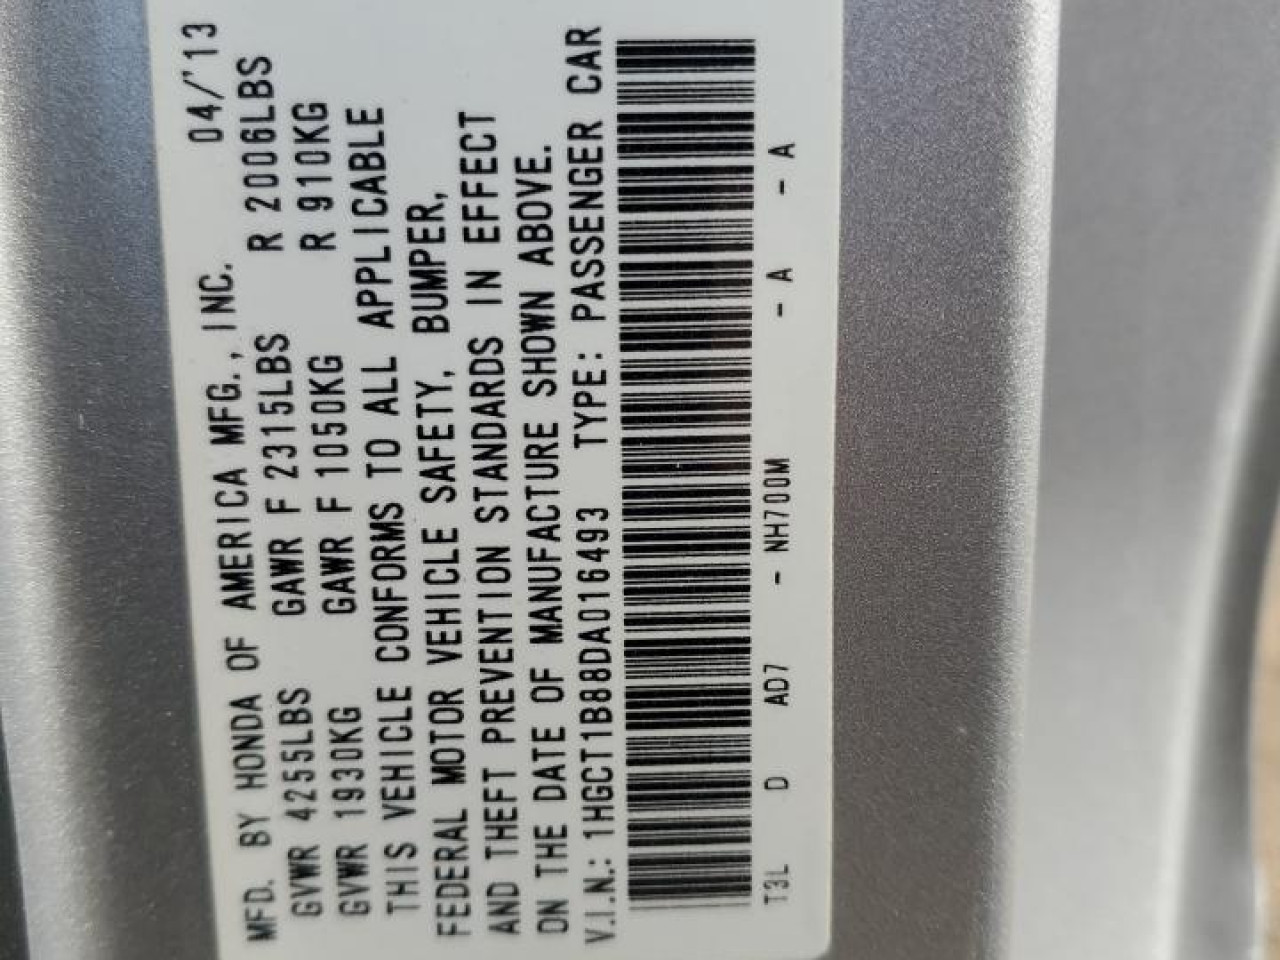 MFD. BY HONDA OF AMERICA MFG., INC. 04/'13
GVWR 4255LBS GAWR F 2315LBS R 2006LBS
GVWR 1930KG GAWR F 1050KG R 910KG
THIS VEHICLE CONFORMS TO ALL APPLICABLE
FEDERAL MOTOR VEHICLE SAFETY, BUMPER,
AND THEFT PREVENTION STANDARDS IN EFFECT
ON THE DATE OF MANUFACTURE SHOWN ABOVE.
V.I.N.: 1HGCT1B88DA016493 TYPE: PASSENGER CAR
T3L D AD7 - NH700M - A - A